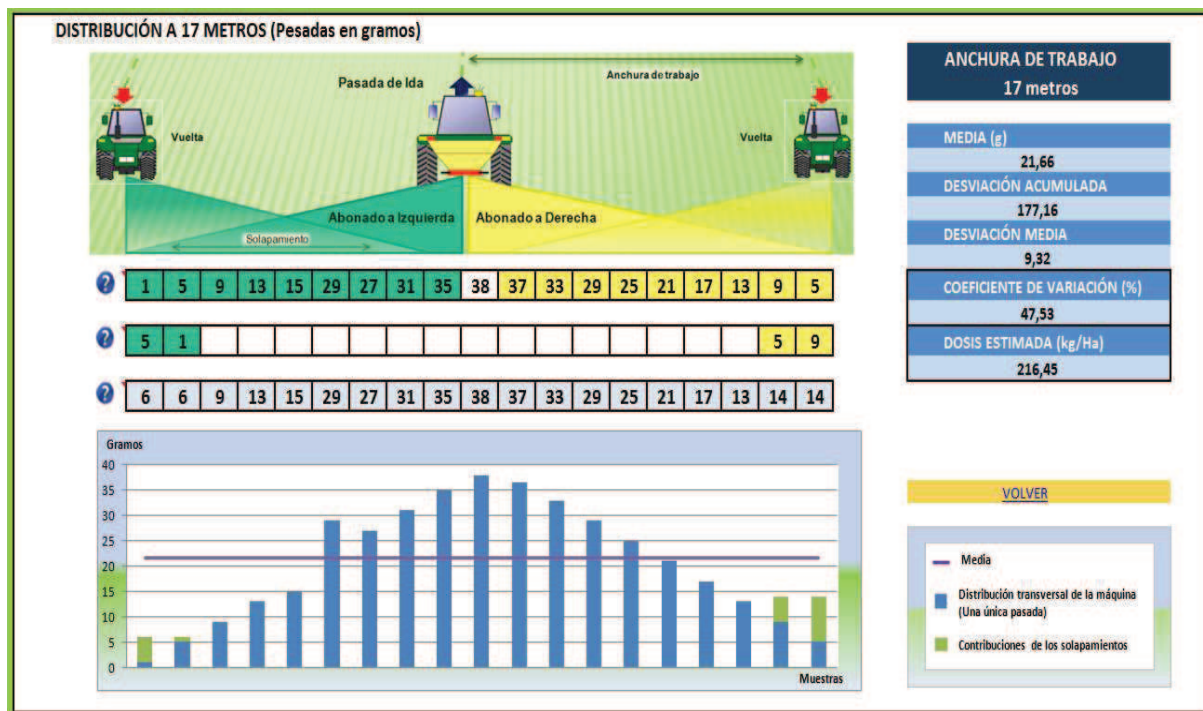 DISTRIBUCIÓN A 17 METROS (Pesadas en gramos)
Pasada de Ida
Anchura de trabajo
Vuelta
Vuelta
Abonado a Izquierda
Abonado a Derecha
Solapamiento
? 1 5 9 13 15 29 27 31 35 38 37 33 29 25 21 17 13 9 5
? 5 1 5 9
? 6 6 9 13 15 29 27 31 35 38 37 33 29 25 21 17 13 14 14
Gramos
40
35
30
25
20
15
10
5
0
Muestras
ANCHURA DE TRABAJO
17 metros
MEDIA (g)
21,66
DESVIACIÓN ACUMULADA
177,16
DESVIACIÓN MEDIA
9,32
COEFICIENTE DE VARIACIÓN (%)
47,53
DOSIS ESTIMADA (kg/Ha)
216,45
VOLVER
Media
Distribución transversal de la máquina
(Una única pasada)
Contribuciones de los solapamientos